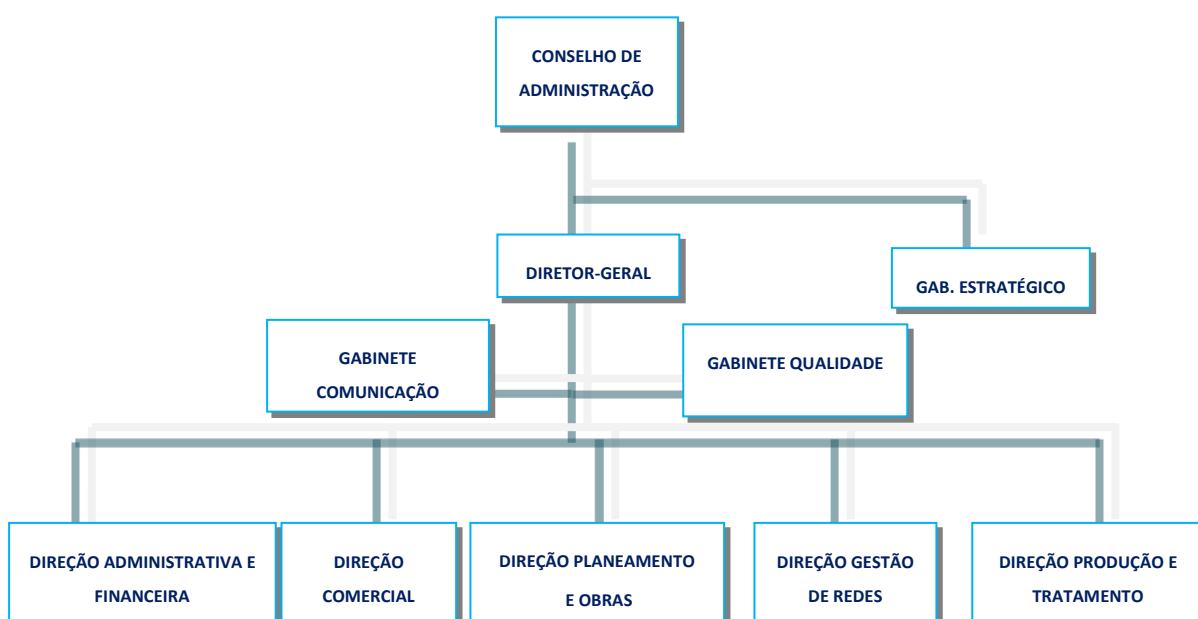 CONSELHO DE
ADMINISTRAÇÃO
DIRETOR-GERAL
GAB. ESTRATÉGICO
GABINETE
COMUNICAÇÃO
GABINETE QUALIDADE
DIREÇÃO ADMINISTRATIVA E
FINANCEIRA
DIREÇÃO
COMERCIAL
DIREÇÃO PLANEAMENTO
E OBRAS
DIREÇÃO GESTÃO
DE REDES
DIREÇÃO PRODUÇÃO E
TRATAMENTO